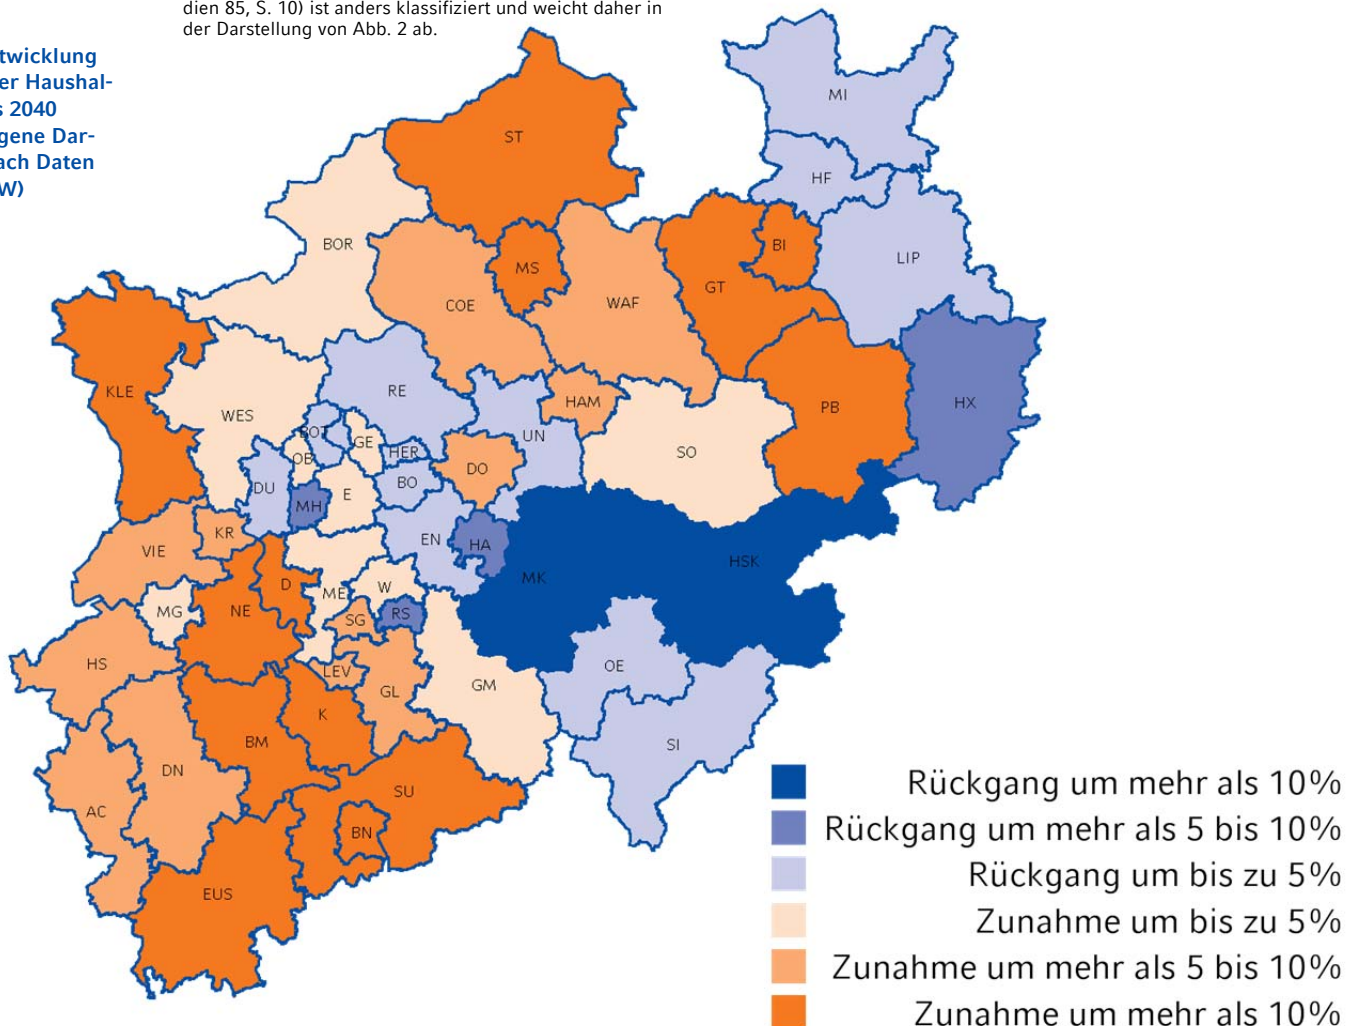 dien 85, S. 10) ist anders klassifiziert und weicht daher in
der Darstellung von Abb. 2 ab.
twicklung
er Haushal-
s 2040
gene Dar-
ach Daten
W)
MI
ST
HF
BOR
BI
LIP
MS
GT
COE
WAF
KLE
RE
HAM
HX
PB
WES
BOT
GE
UN
OB
HER
SO
DO
DU
BO
E
MH
KR
EN
HA
VIE
HSK
MK
D
ME
W
MG
NE
SG
RS
HS
OE
LEV
GL
GM
K
BM
SI
DN
SU
AC
BN
EUS
Rückgang um mehr als 10%
Rückgang um mehr als 5 bis 10%
Rückgang um bis zu 5%
Zunahme um bis zu 5%
Zunahme um mehr als 5 bis 10%
Zunahme um mehr als 10%